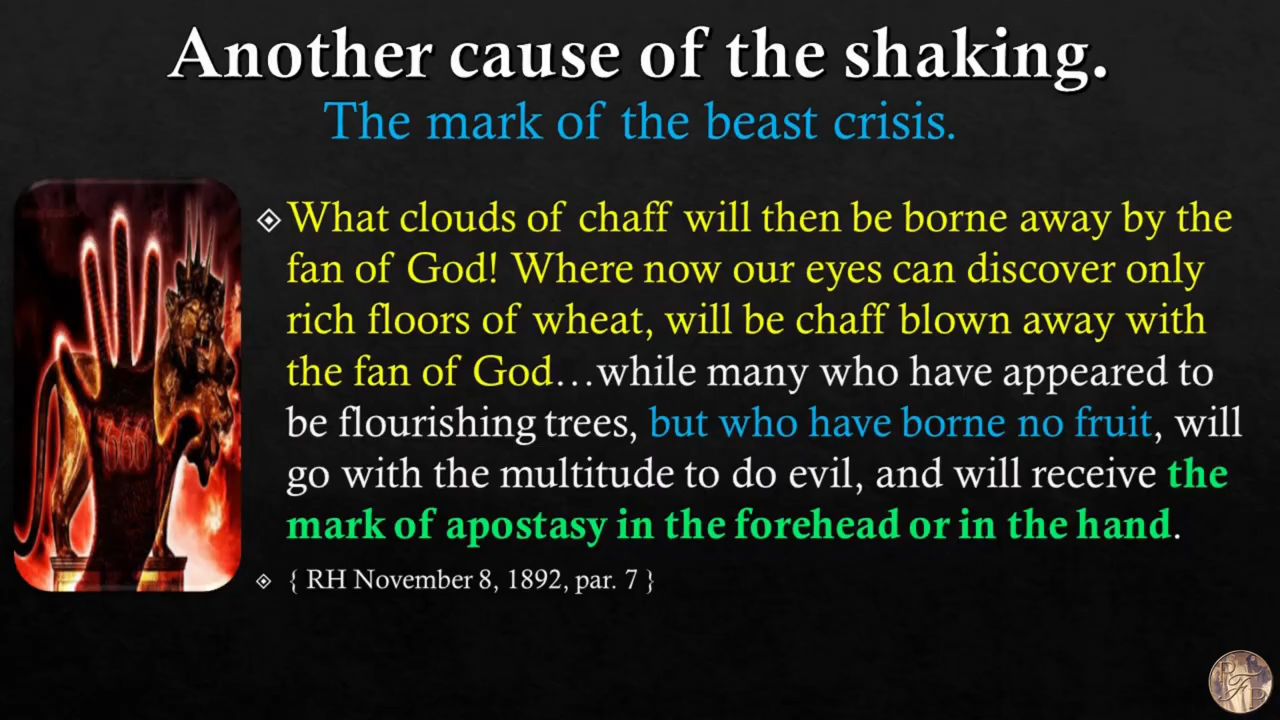 Another cause of the shaking.
The mark of the beast crisis.
What clouds of chaff will then be borne away by the
fan of God! Where now our eyes can discover only
rich floors of wheat, will be chaff blown away with
the fan of God…while many who have appeared to
be flourishing trees, but who have borne no fruit, will
go with the multitude to do evil, and will receive the
mark of apostasy in the forehead or in the hand.
{ RH November 8, 1892, par. 7 }
666